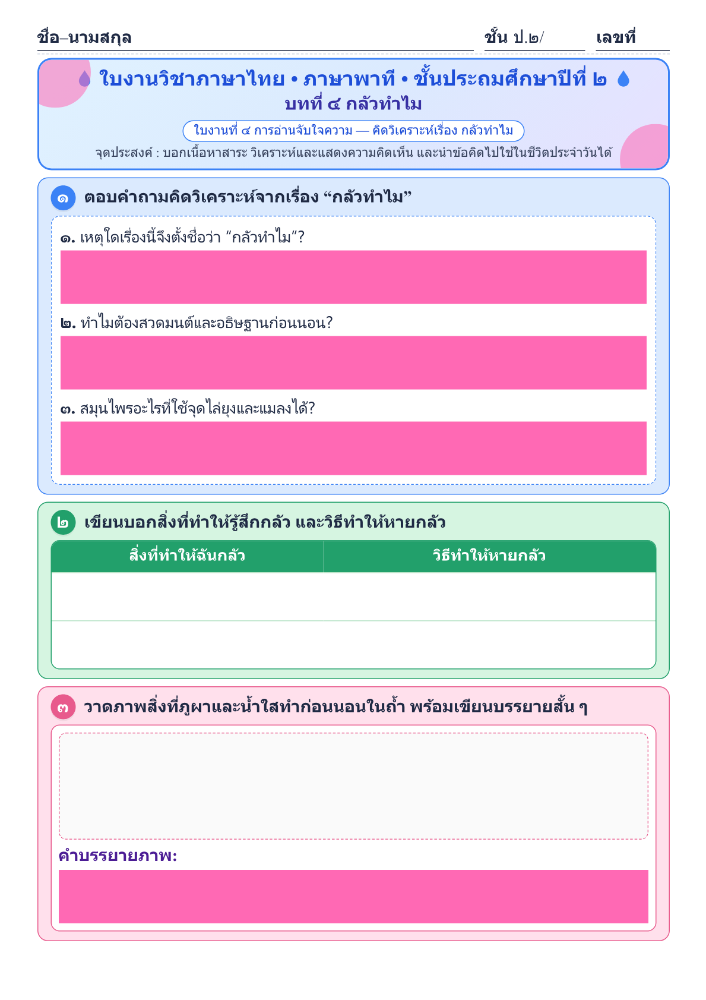 ชื่อ–นามสกุล ชั้น ป.๒/ เลขที่
ใบงานวิชาภาษาไทย • ภาษาพาที • ชั้นประถมศึกษาปีที่ ๒
บทที่ ๔ กลัวทำไม
ใบงานที่ ๔ การอ่านจับใจความ — คิดวิเคราะห์เรื่อง กลัวทำไม
จุดประสงค์ : บอกเนื้อหาสาระ วิเคราะห์และแสดงความคิดเห็น และนำข้อคิดไปใช้ในชีวิตประจำวันได้
๑ ตอบคำถามคิดวิเคราะห์จากเรื่อง “กลัวทำไม”
๑. เหตุใดเรื่องนี้จึงตั้งชื่อว่า “กลัวทำไม”?
๒. ทำไมต้องสวดมนต์และอธิษฐานก่อนนอน?
๓. สมุนไพรอะไรที่ใช้จุดไล่ยุงและแมลงได้?
๒ เขียนบอกสิ่งที่ทำให้รู้สึกกลัว และวิธีทำให้หายกลัว
สิ่งที่ทำให้ฉันกลัว วิธีทำให้หายกลัว
๓ วาดภาพสิ่งที่ภูผาและน้ำใสทำก่อนนอนในถ้ำ พร้อมเขียนบรรยายสั้น ๆ
คำบรรยายภาพ: